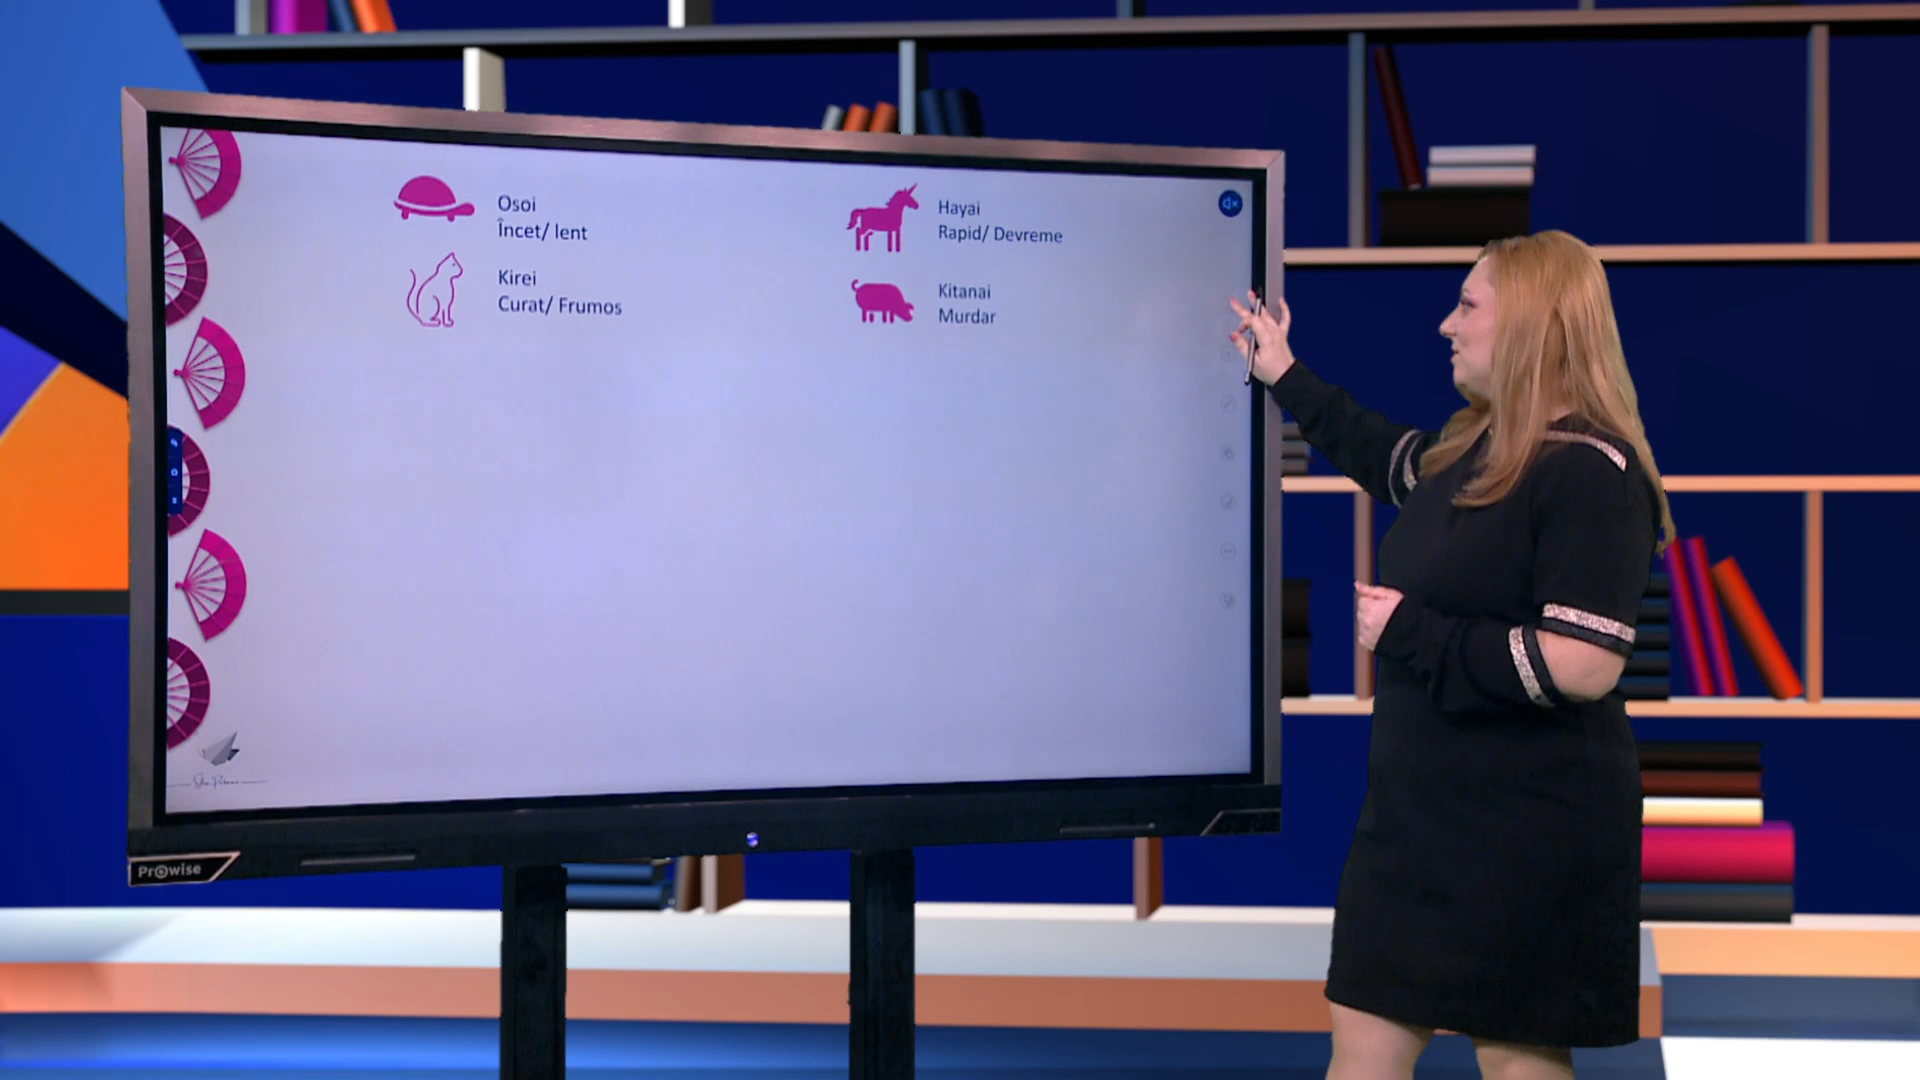 Osoi
Încet/ lent
Hayai
Rapid/ Devreme
Kirei
Curat/ Frumos
Kitanai
Murdar
Prowise